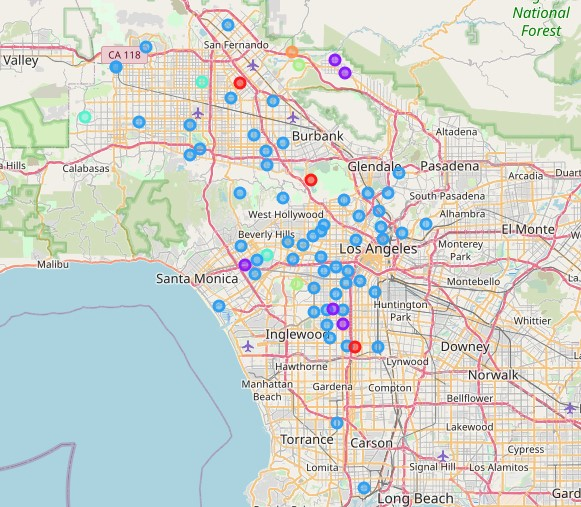 National
Forest
San Fernando
Valley
CA 118
Burbank
Altadena
Glendale
Pasadena
Arcadia
Duart
a Hills
Calabasas
South Pasadena
West Hollywood
Alhambra
El Monte
Beverly Hills
Los Angeles
Monterey
Park
Malibu
Santa Monica
Montebello
Huntington
Park
Whittier
Inglewood
Downey
La
Hawthorne
Lynwood
Norwalk
Manhattan
Beach
Gardena
Compton
Bellflower
Lakewood
Torrance
Carson
Cypress
Lomita
Signal Hill
Los Alamitos
Gard
Long Beach